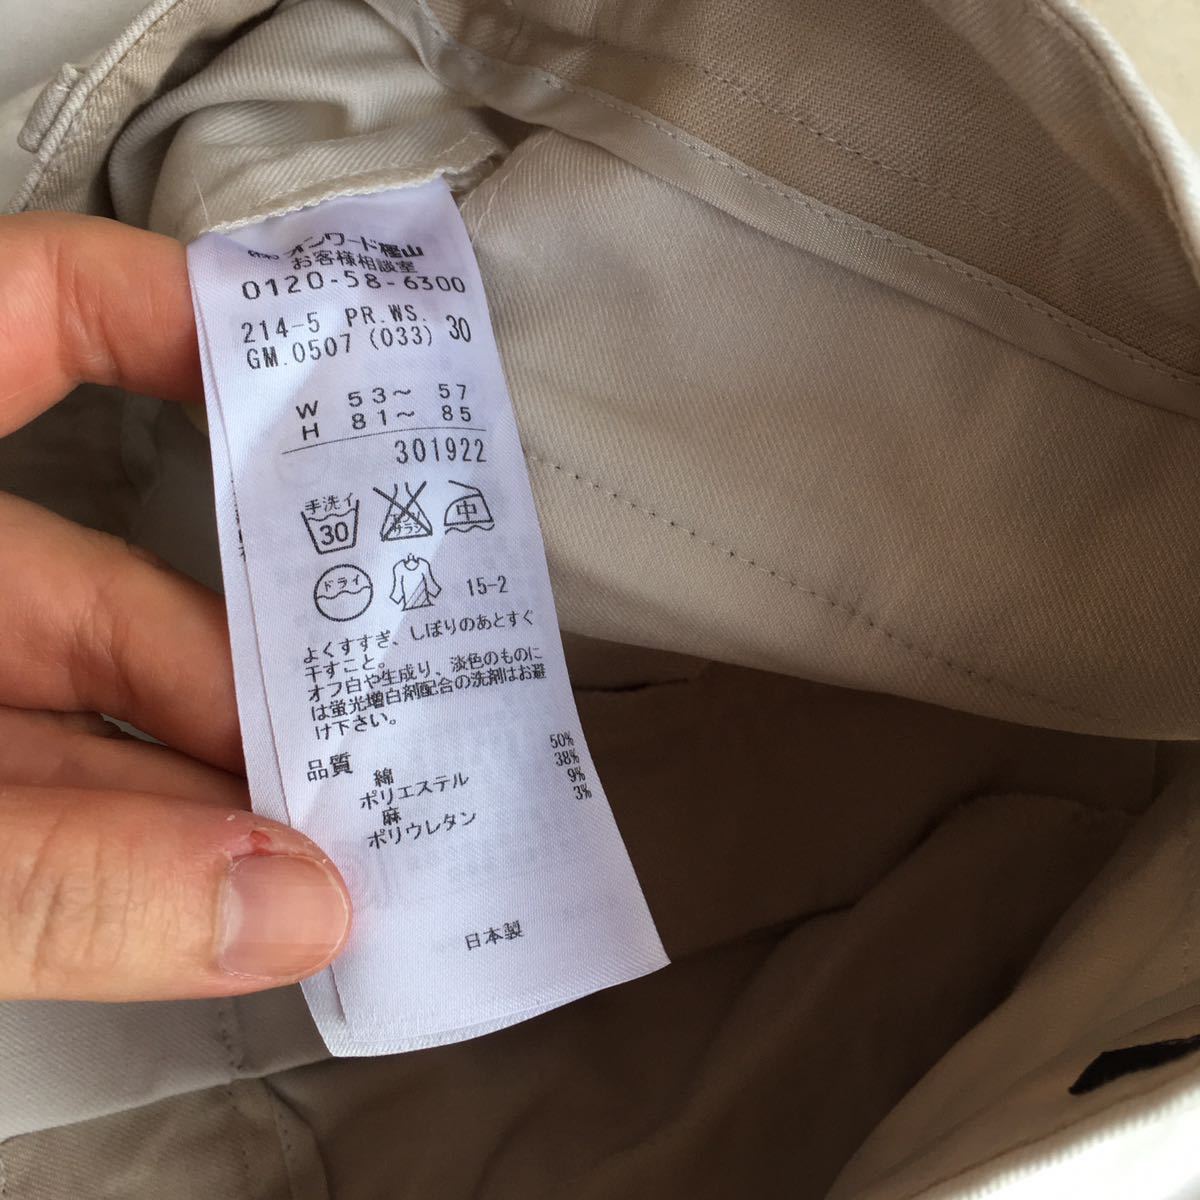 ㈱オンワード樫山
お客様相談室
0120-58-6300
214-5 PR.WS.
GM.0507 (033) 30
W 53～ 57
H 81～ 85
301922
手洗イ
30
サラシ
中
ドライ
15-2
よくすすぎ、しぼりのあとすぐ
干すこと。
オフ白や生成り、淡色のものに
は蛍光増白剤配合の洗剤はお避
け下さい。
品質
綿 50%
ポリエステル 38%
麻 9%
ポリウレタン 3%
日本製